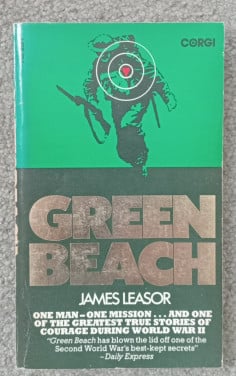 CORGI
GREEN
BEACH
JAMES LEASOR
ONE MAN – ONE MISSION . . . AND ONE
OF THE GREATEST TRUE STORIES OF
COURAGE DURING WORLD WAR II
"Green Beach has blown the lid off one of the
Second World War's best-kept secrets"
– Daily Express